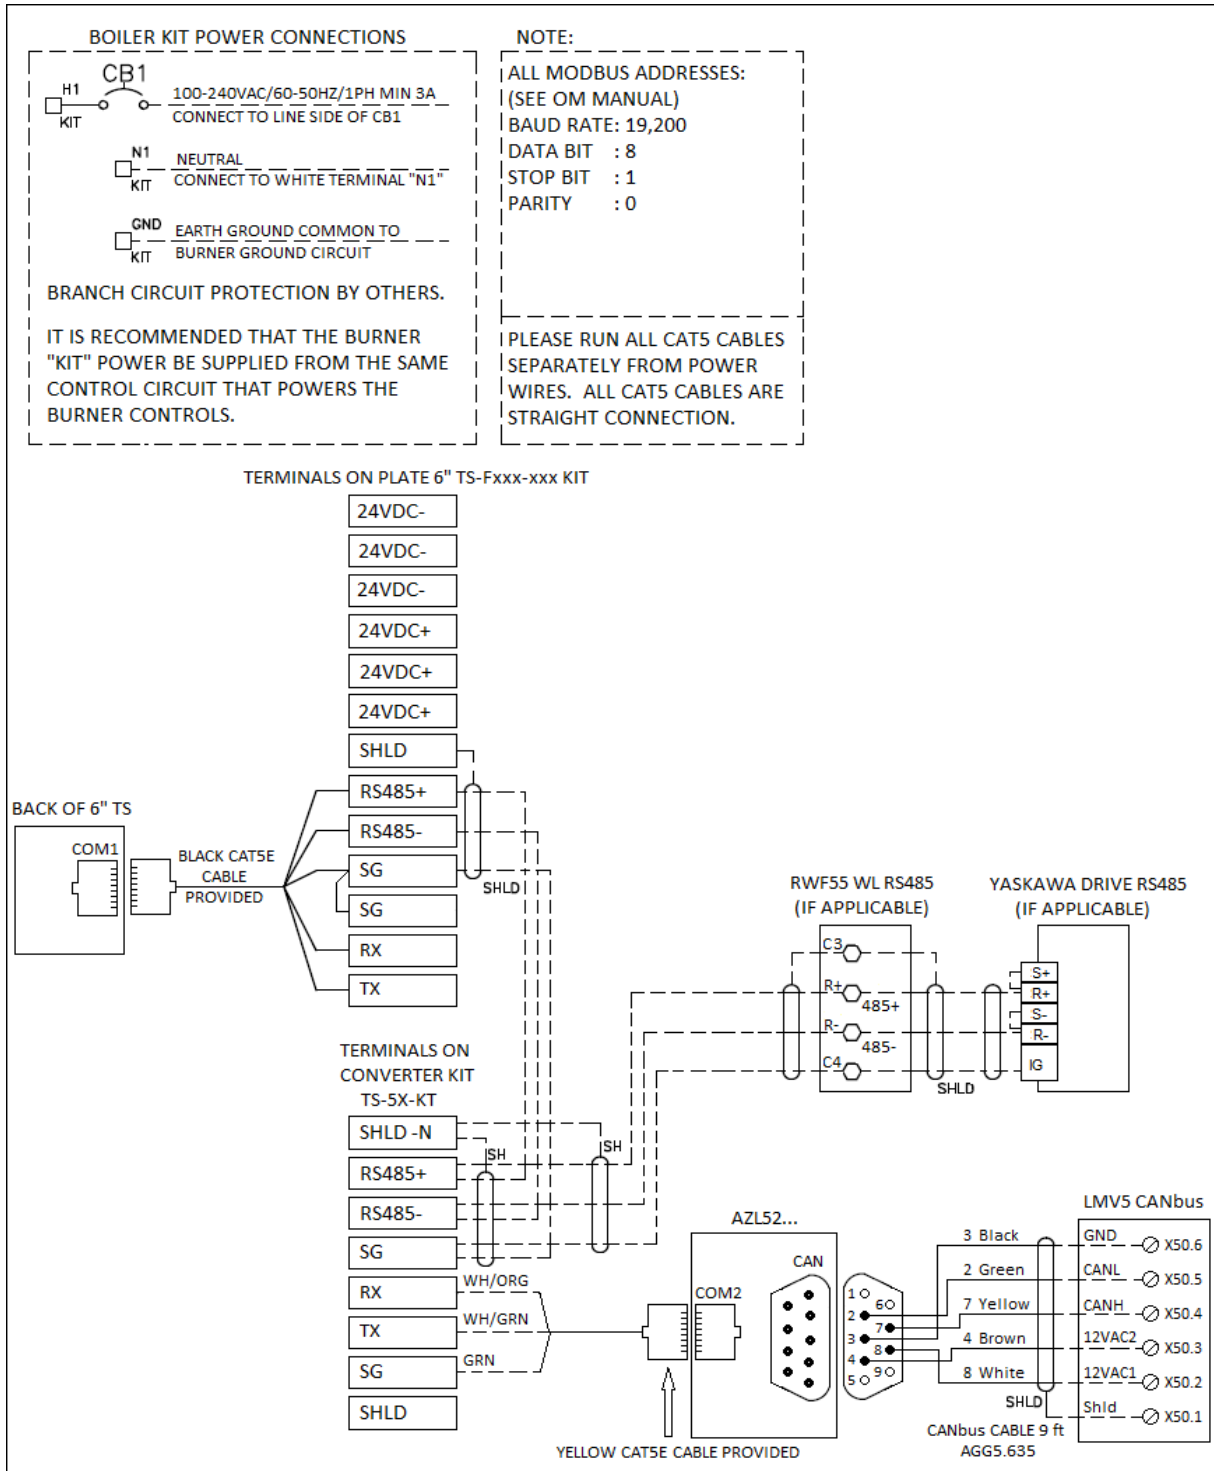 BOILER KIT POWER CONNECTIONS
CB1
H1
KIT
100-240VAC/60-50HZ/1PH MIN 3A
CONNECT TO LINE SIDE OF CB1
N1
KIT
NEUTRAL
CONNECT TO WHITE TERMINAL "N1"
GND
KIT
EARTH GROUND COMMON TO
BURNER GROUND CIRCUIT
BRANCH CIRCUIT PROTECTION BY OTHERS.
IT IS RECOMMENDED THAT THE BURNER
"KIT" POWER BE SUPPLIED FROM THE SAME
CONTROL CIRCUIT THAT POWERS THE
BURNER CONTROLS.
NOTE:
ALL MODBUS ADDRESSES:
(SEE OM MANUAL)
BAUD RATE: 19,200
DATA BIT : 8
STOP BIT : 1
PARITY : 0
PLEASE RUN ALL CAT5 CABLES
SEPARATELY FROM POWER
WIRES. ALL CAT5 CABLES ARE
STRAIGHT CONNECTION.
TERMINALS ON PLATE 6" TS-Fxxx-xxx KIT
24VDC-
24VDC-
24VDC-
24VDC+
24VDC+
24VDC+
SHLD
RS485+
RS485-
SG
SG
RX
TX
SHLD
BACK OF 6" TS
COM1
BLACK CAT5E
CABLE
PROVIDED
RWF55 WL RS485
(IF APPLICABLE)
C3
R+
485+
R-
485-
C4
SHLD
YASKAWA DRIVE RS485
(IF APPLICABLE)
S+
R+
S-
R-
IG
TERMINALS ON
CONVERTER KIT
TS-5X-KT
SHLD -N
RS485+
RS485-
SG
RX
TX
SG
SHLD
SH
SH
WH/ORG
WH/GRN
GRN
YELLOW CAT5E CABLE PROVIDED
AZL52...
COM2
CAN
1
6
2
7
3
8
4
9
5
3 Black
2 Green
7 Yellow
4 Brown
8 White
SHLD
CANbus CABLE 9 ft
AGG5.635
LMV5 CANbus
GND X50.6
CANL X50.5
CANH X50.4
12VAC2 X50.3
12VAC1 X50.2
Shld X50.1